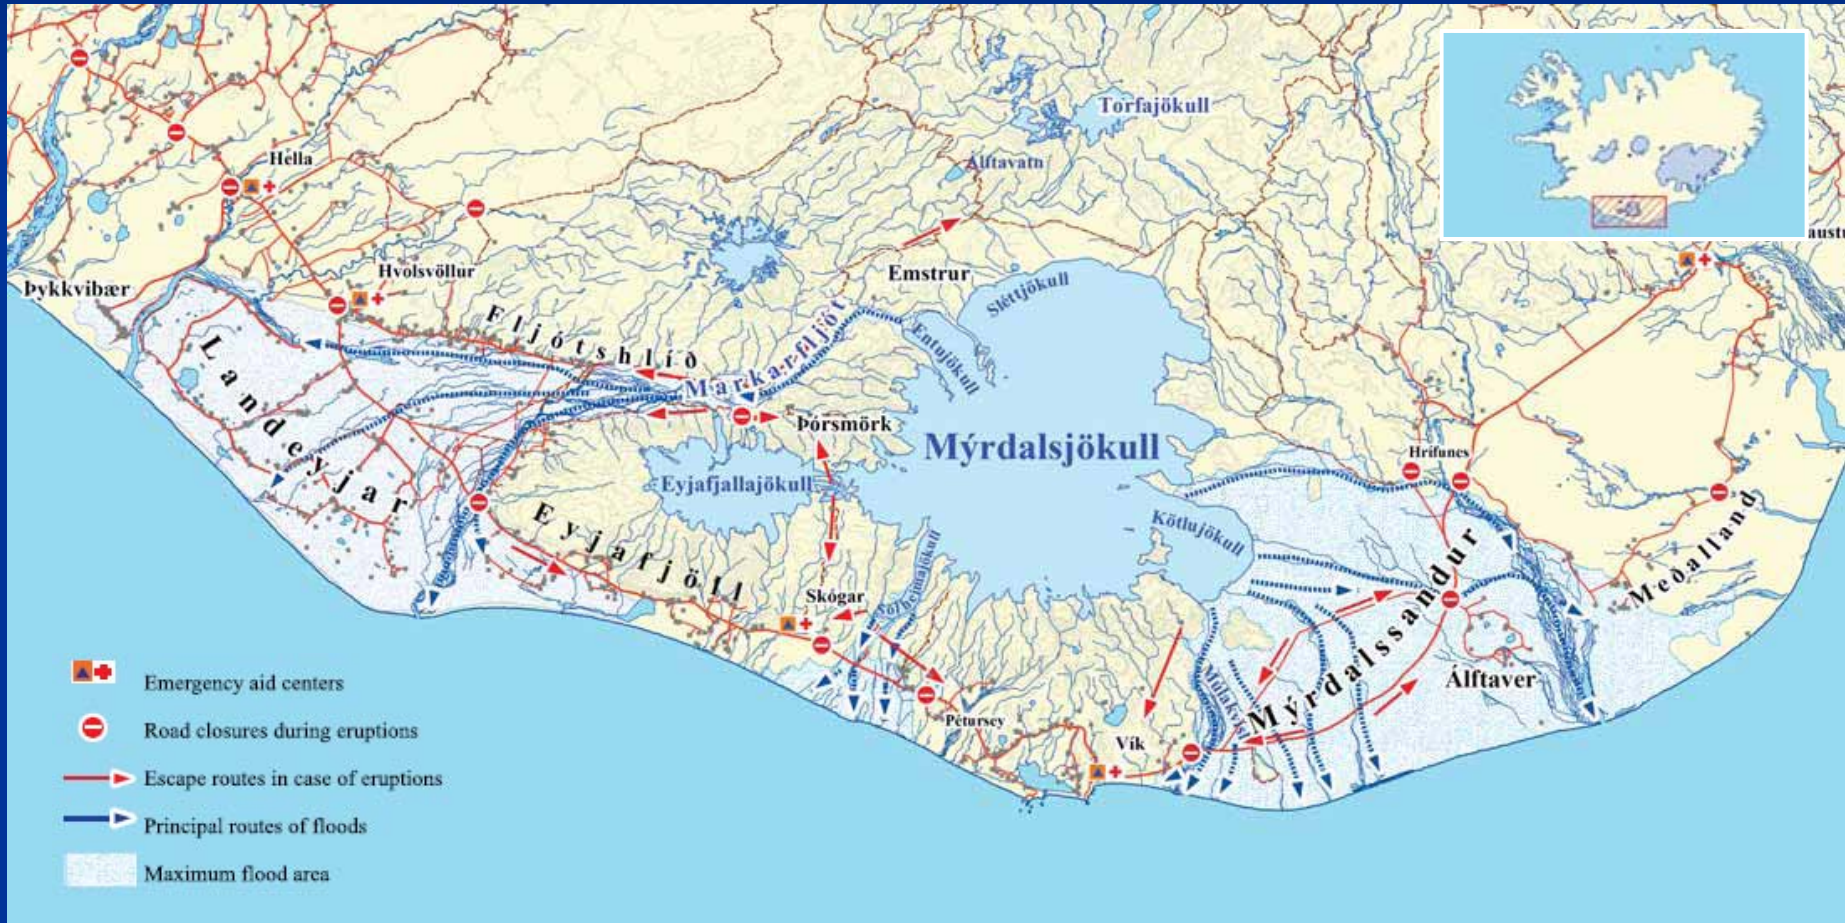 Torfajökull
Álftavatn
Hella
austu
Hvolsvöllur
Emstrur
Þykkvibær
Sléttjökull
Fljótshlíð
Entujökull
Markarfljót
Landeyjar
Þórsmörk
Mýrdalsjökull
Hrífunes
Eyjafjallajökull
Eyjafjöll
Kötlujökull
Meðalland
Sólheimajökull
Skógar
Mýrdalssandur
Álftaver
Múlakvísl
Pétursey
Vík
Emergency aid centers
Road closures during eruptions
Escape routes in case of eruptions
Principal routes of floods
Maximum flood area